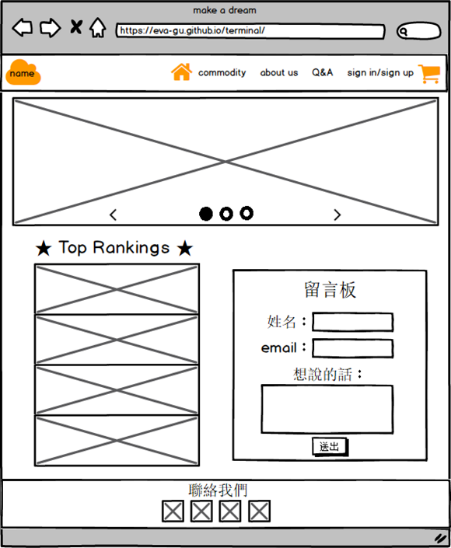 make a dream
https://eva-gu.github.io/terminal/
name commodity about us Q&A sign in/sign up
★ Top Rankings ★
留言板
姓名：
email：
想說的話：
送出
聯絡我們